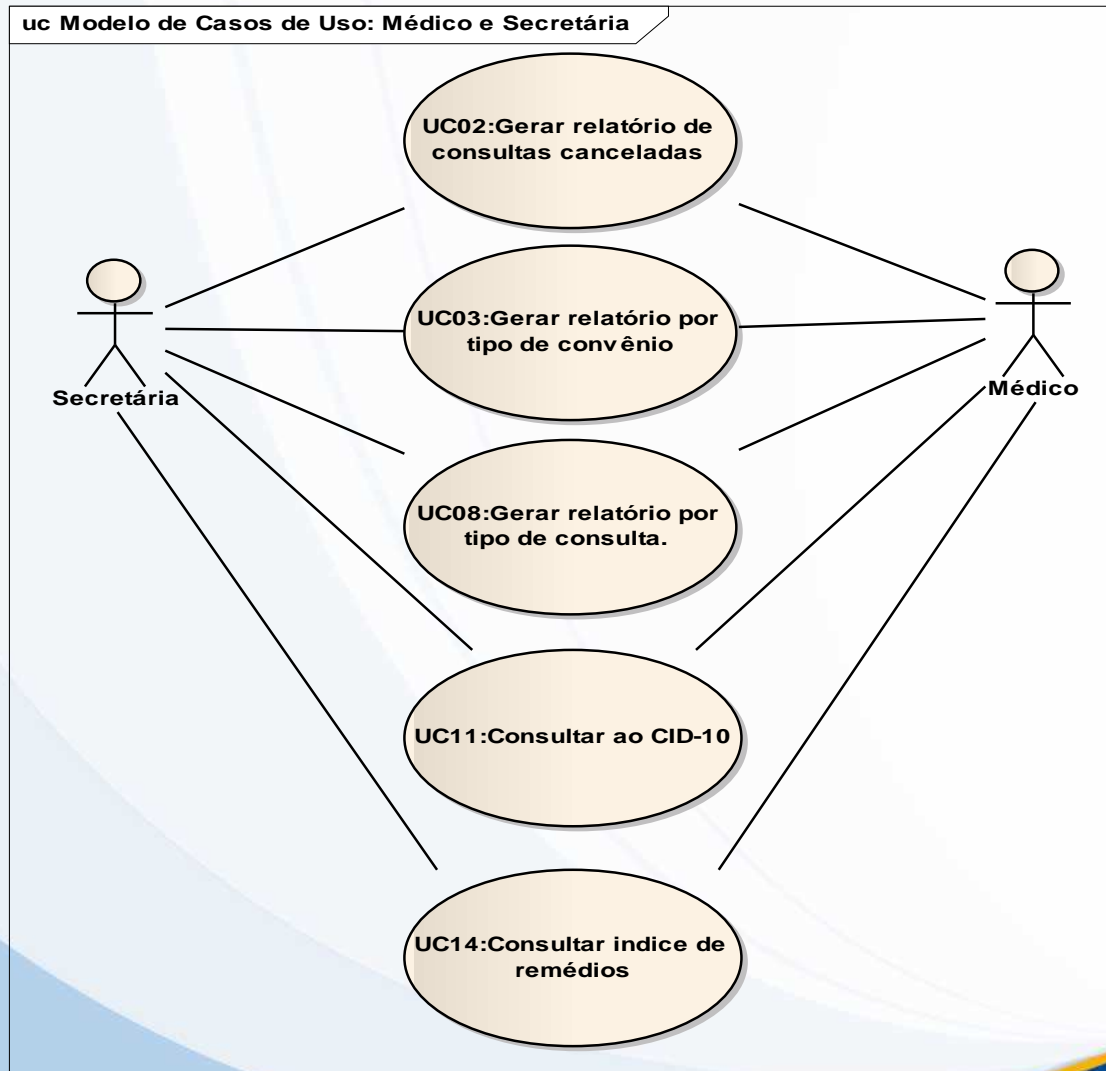 uc Modelo de Casos de Uso: Médico e Secretária
UC02:Gerar relatório de
consultas canceladas
UC03:Gerar relatório por
tipo de convênio
Secretária
Médico
UC08:Gerar relatório por
tipo de consulta.
UC11:Consultar ao CID-10
UC14:Consultar indice de
remédios